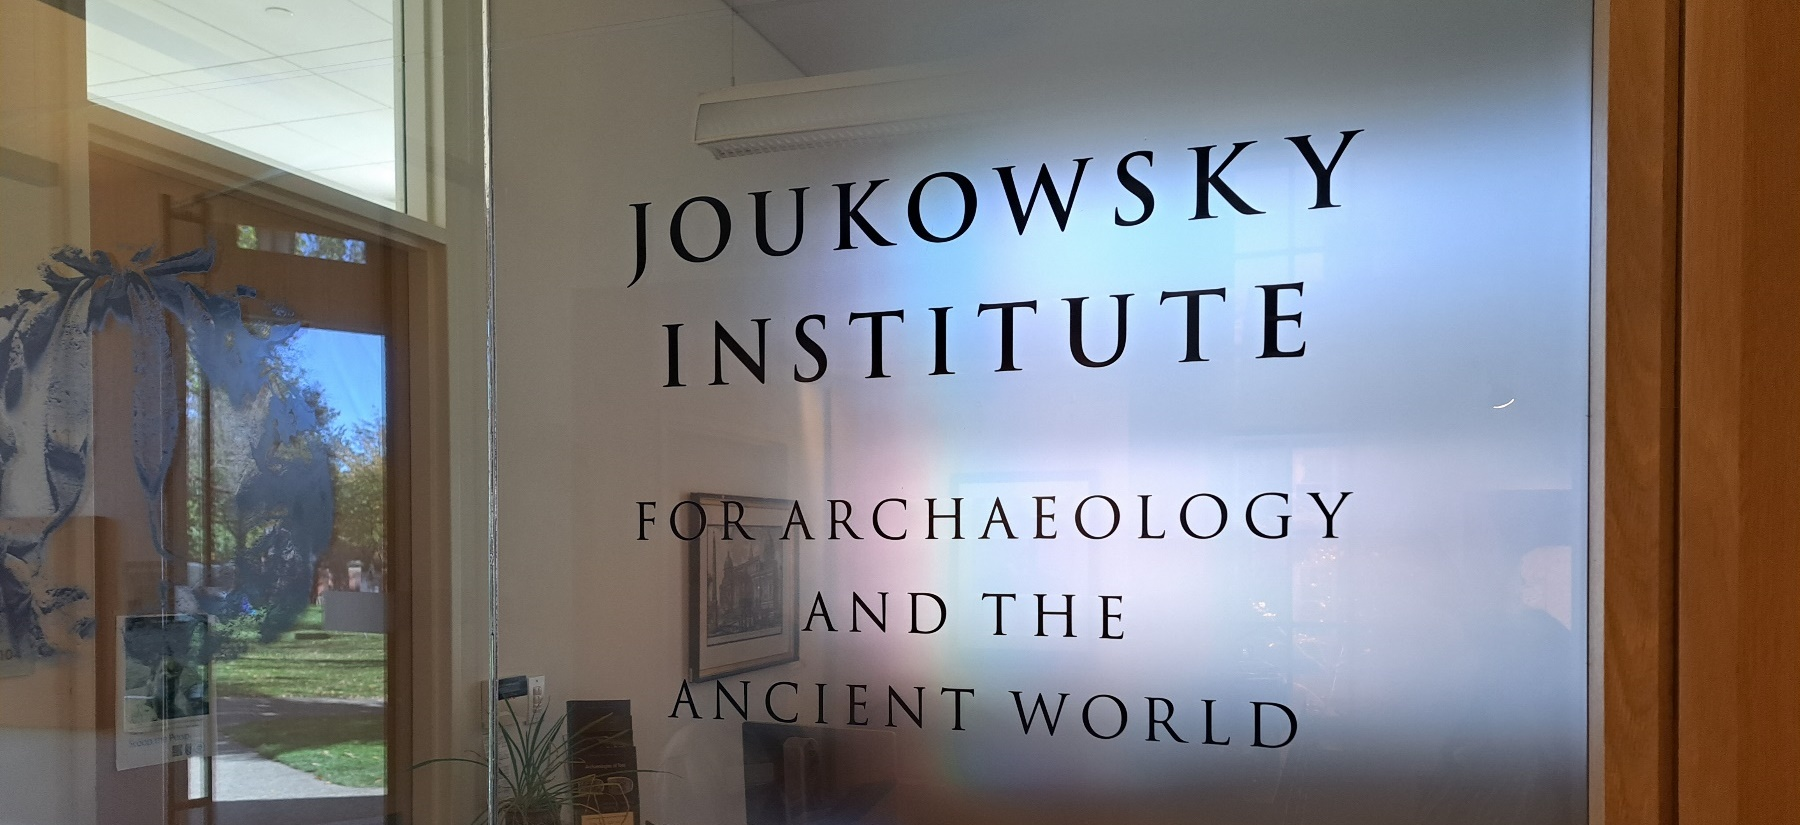 JOUKOWSKY
INSTITUTE
FOR ARCHAEOLOGY
AND THE
ANCIENT WORLD